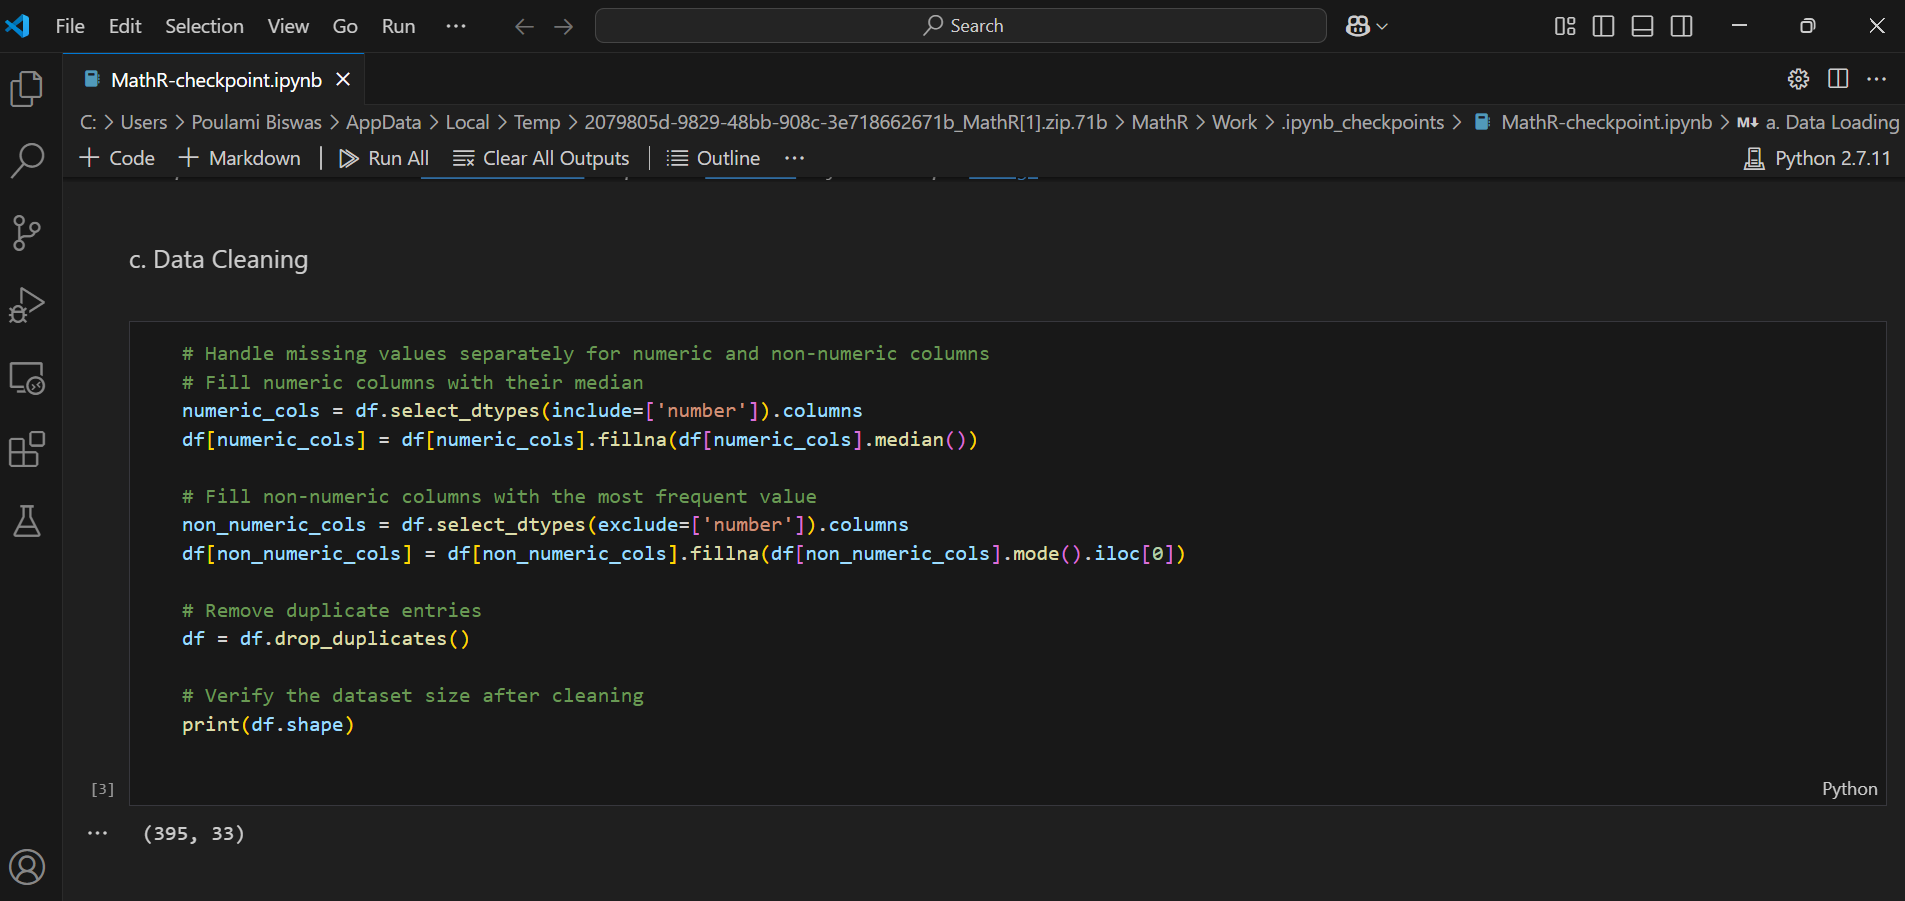 File Edit Selection View Go Run ···
Search
MathR-checkpoint.ipynb
C: > Users > Poulami Biswas > AppData > Local > Temp > 2079805d-9829-48bb-908c-3e718662671b_MathR[1].zip.71b > MathR > Work > .ipynb_checkpoints > MathR-checkpoint.ipynb > M↓ a. Data Loading
+ Code + Markdown | Run All Clear All Outputs | Outline ··· Python 2.7.11
c. Data Cleaning
# Handle missing values separately for numeric and non-numeric columns
# Fill numeric columns with their median
numeric_cols = df.select_dtypes(include=['number']).columns
df[numeric_cols] = df[numeric_cols].fillna(df[numeric_cols].median())
# Fill non-numeric columns with the most frequent value
non_numeric_cols = df.select_dtypes(exclude=['number']).columns
df[non_numeric_cols] = df[non_numeric_cols].fillna(df[non_numeric_cols].mode().iloc[0])
# Remove duplicate entries
df = df.drop_duplicates()
# Verify the dataset size after cleaning
print(df.shape)
[3]
Python
··· (395, 33)